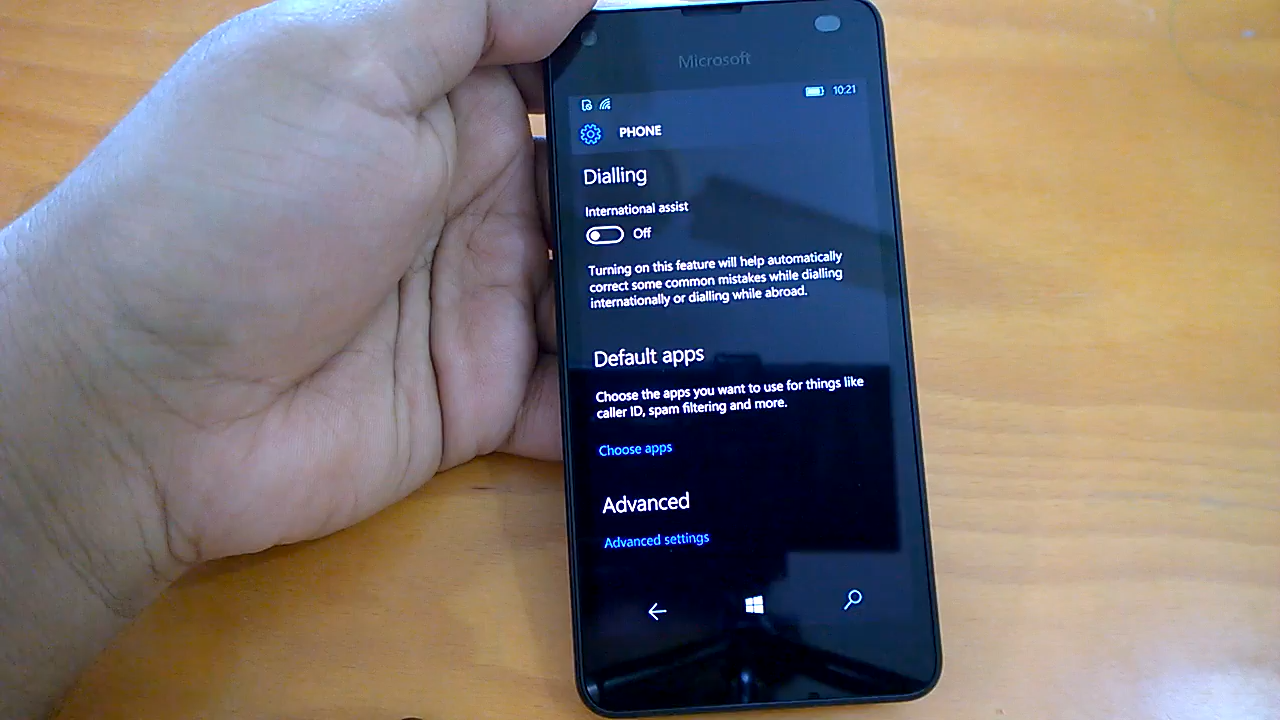 Microsoft
10:21
PHONE
Dialling
International assist
Off
Turning on this feature will help automatically
correct some common mistakes while dialling
internationally or dialling while abroad.
Default apps
Choose the apps you want to use for things like
caller ID, spam filtering and more.
Choose apps
Advanced
Advanced settings